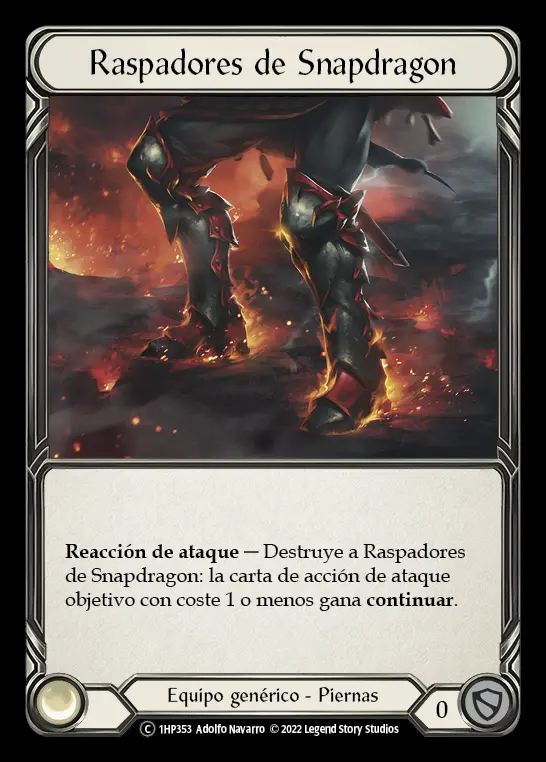 Raspadores de Snapdragon
Reacción de ataque — Destruye a Raspadores
de Snapdragon: la carta de acción de ataque
objetivo con coste 1 o menos gana continuar.
Equipo genérico - Piernas
0
C 1HP353 Adolfo Navarro © 2022 Legend Story Studios